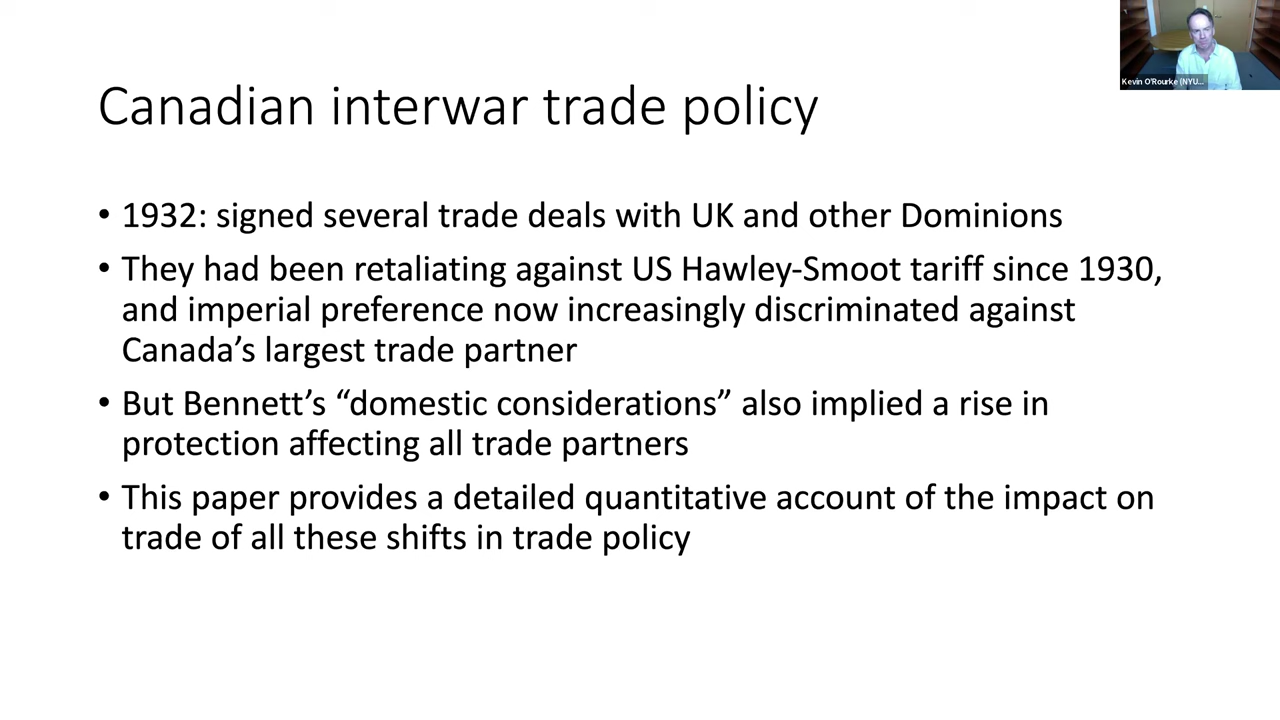 Kevin O'Rourke (NYU...
Canadian interwar trade policy
• 1932: signed several trade deals with UK and other Dominions
• They had been retaliating against US Hawley-Smoot tariff since 1930,
and imperial preference now increasingly discriminated against
Canada’s largest trade partner
• But Bennett’s “domestic considerations” also implied a rise in
protection affecting all trade partners
• This paper provides a detailed quantitative account of the impact on
trade of all these shifts in trade policy